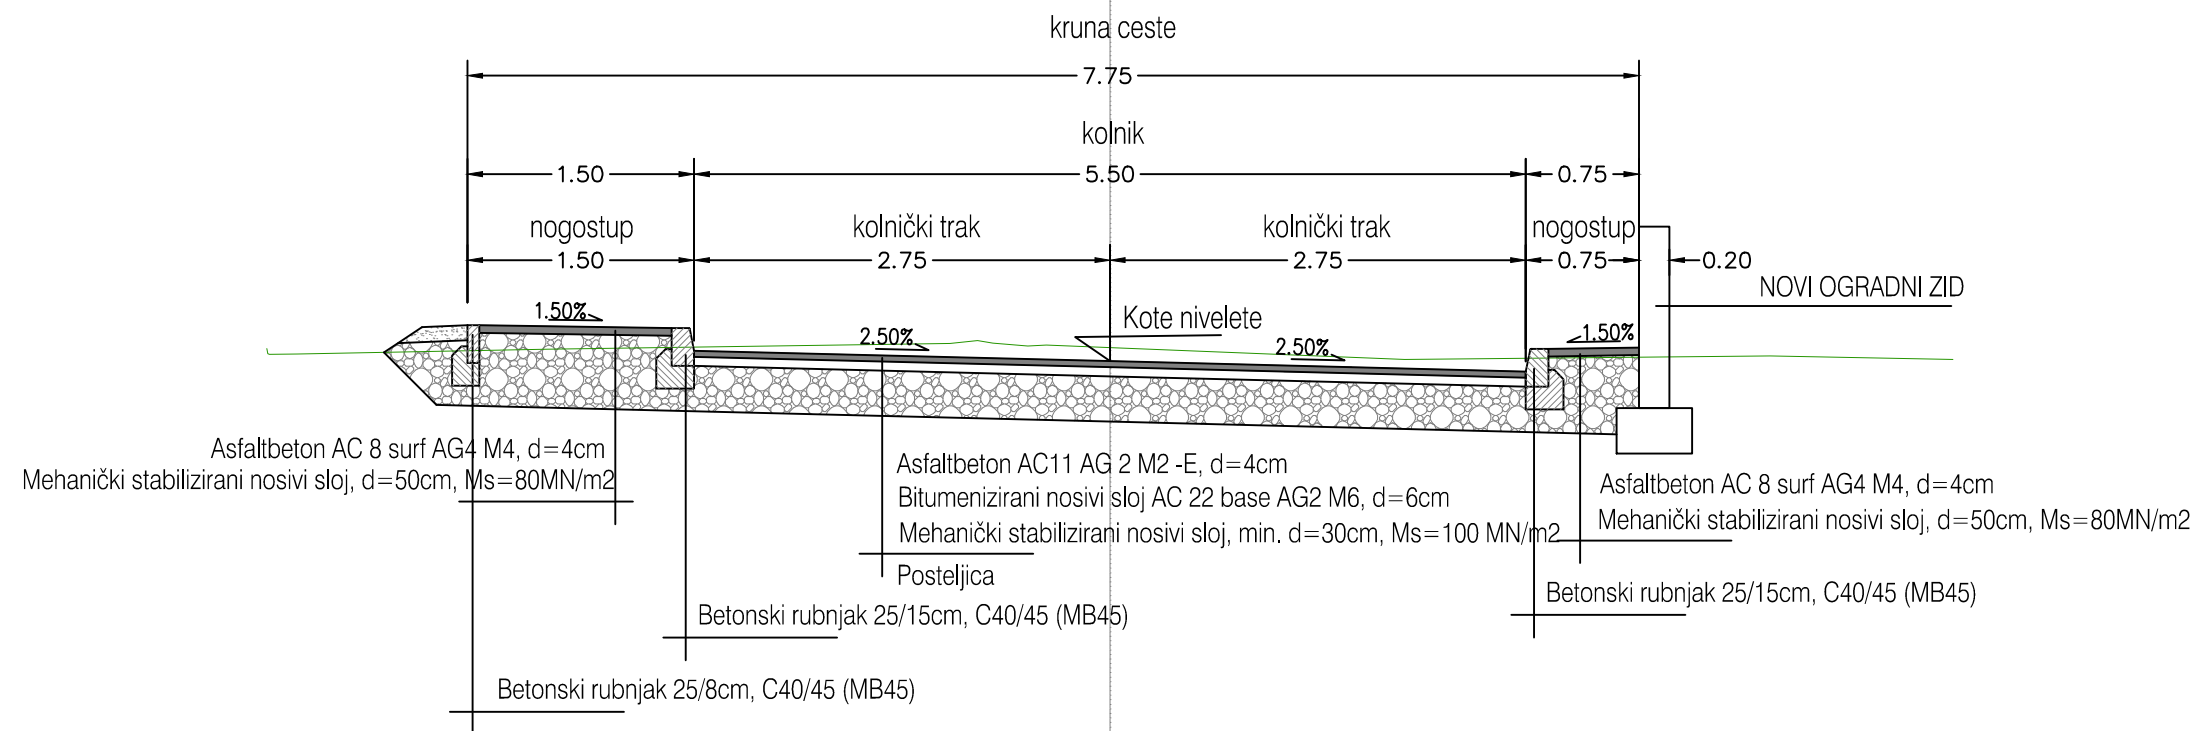 kruna ceste
7.75
kolnik
1.50
5.50
0.75
nogostup
kolnički trak
kolnički trak
nogostup
1.50
2.75
2.75
0.75
0.20
NOVI OGRADNI ZID
1.50%
2.50%
Kote nivelete
2.50%
1.50%
Asfaltbeton AC 8 surf AG4 M4, d=4cm
Mehanički stabilizirani nosivi sloj, d=50cm, Ms=80MN/m2
Asfaltbeton AC11 AG 2 M2 -E, d=4cm
Bitumenizirani nosivi sloj AC 22 base AG2 M6, d=6cm
Mehanički stabilizirani nosivi sloj, min. d=30cm, Ms=100 MN/m2
Posteljica
Asfaltbeton AC 8 surf AG4 M4, d=4cm
Mehanički stabilizirani nosivi sloj, d=50cm, Ms=80MN/m2
Betonski rubnjak 25/15cm, C40/45 (MB45)
Betonski rubnjak 25/15cm, C40/45 (MB45)
Betonski rubnjak 25/8cm, C40/45 (MB45)